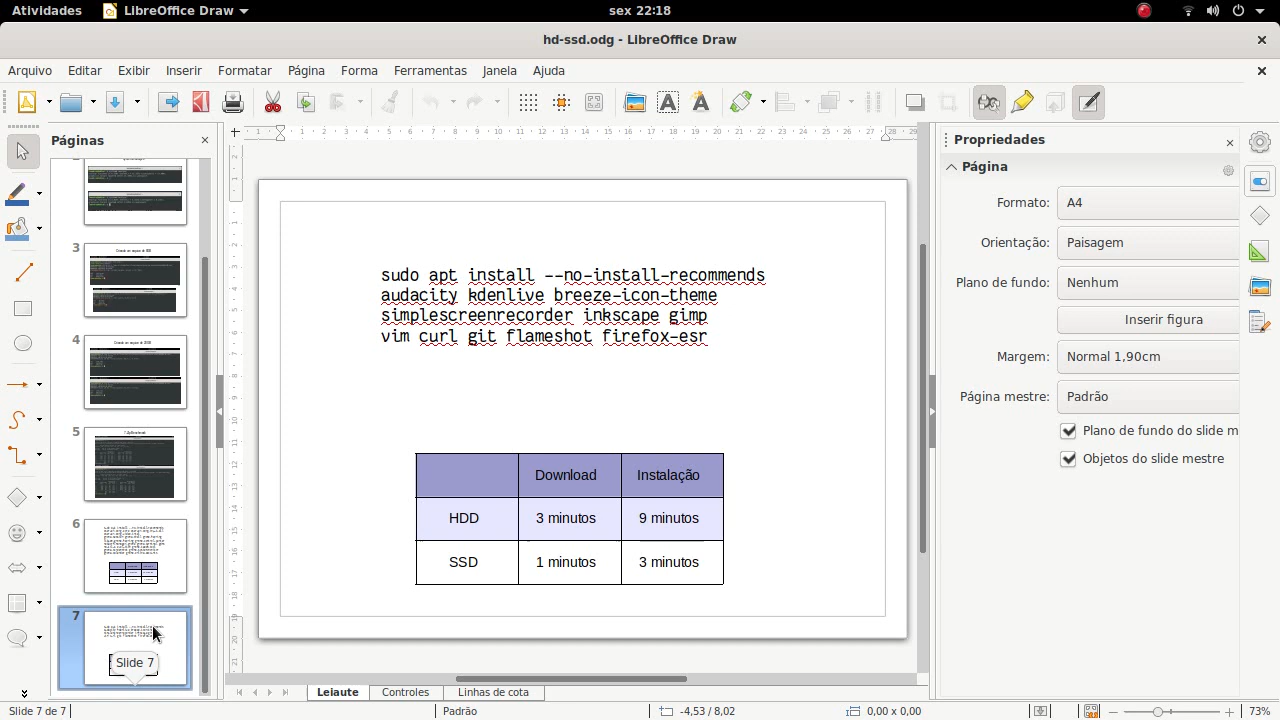 Atividades
LibreOffice Draw
sex 22:18
hd-ssd.odg - LibreOffice Draw
Arquivo Editar Exibir Inserir Formatar Página Forma Ferramentas Janela Ajuda
Páginas
3
4
5
6
7
Slide 7
sudo apt install --no-install-recommends
audacity kdenlive breeze-icon-theme
simplescreenrecorder inkscape gimp
vim curl git flameshot firefox-esr
Download Instalação
HDD 3 minutos 9 minutos
SSD 1 minutos 3 minutos
Leiaute Controles Linhas de cota
Propriedades
Página
Formato: A4
Orientação: Paisagem
Plano de fundo: Nenhum
Inserir figura
Margem: Normal 1,90cm
Página mestre: Padrão
Plano de fundo do slide m
Objetos do slide mestre
Slide 7 de 7 Padrão -4,53 / 8,02 0,00 x 0,00 73%